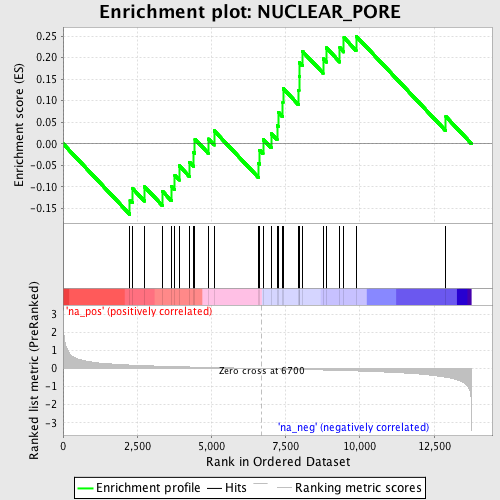 Enrichment plot: NUCLEAR_PORE
Enrichment score (ES)
0.25
0.20
0.15
0.10
0.05
0.00
-0.05
-0.10
-0.15
'na_pos' (positively correlated)
Ranked list metric (PreRanked)
3
2
1
0
-1
-2
-3
Zero cross at 6700
'na_neg' (negatively correlated)
0 2,500 5,000 7,500 10,000 12,500
Rank in Ordered Dataset
Enrichment profile Hits Ranking metric scores